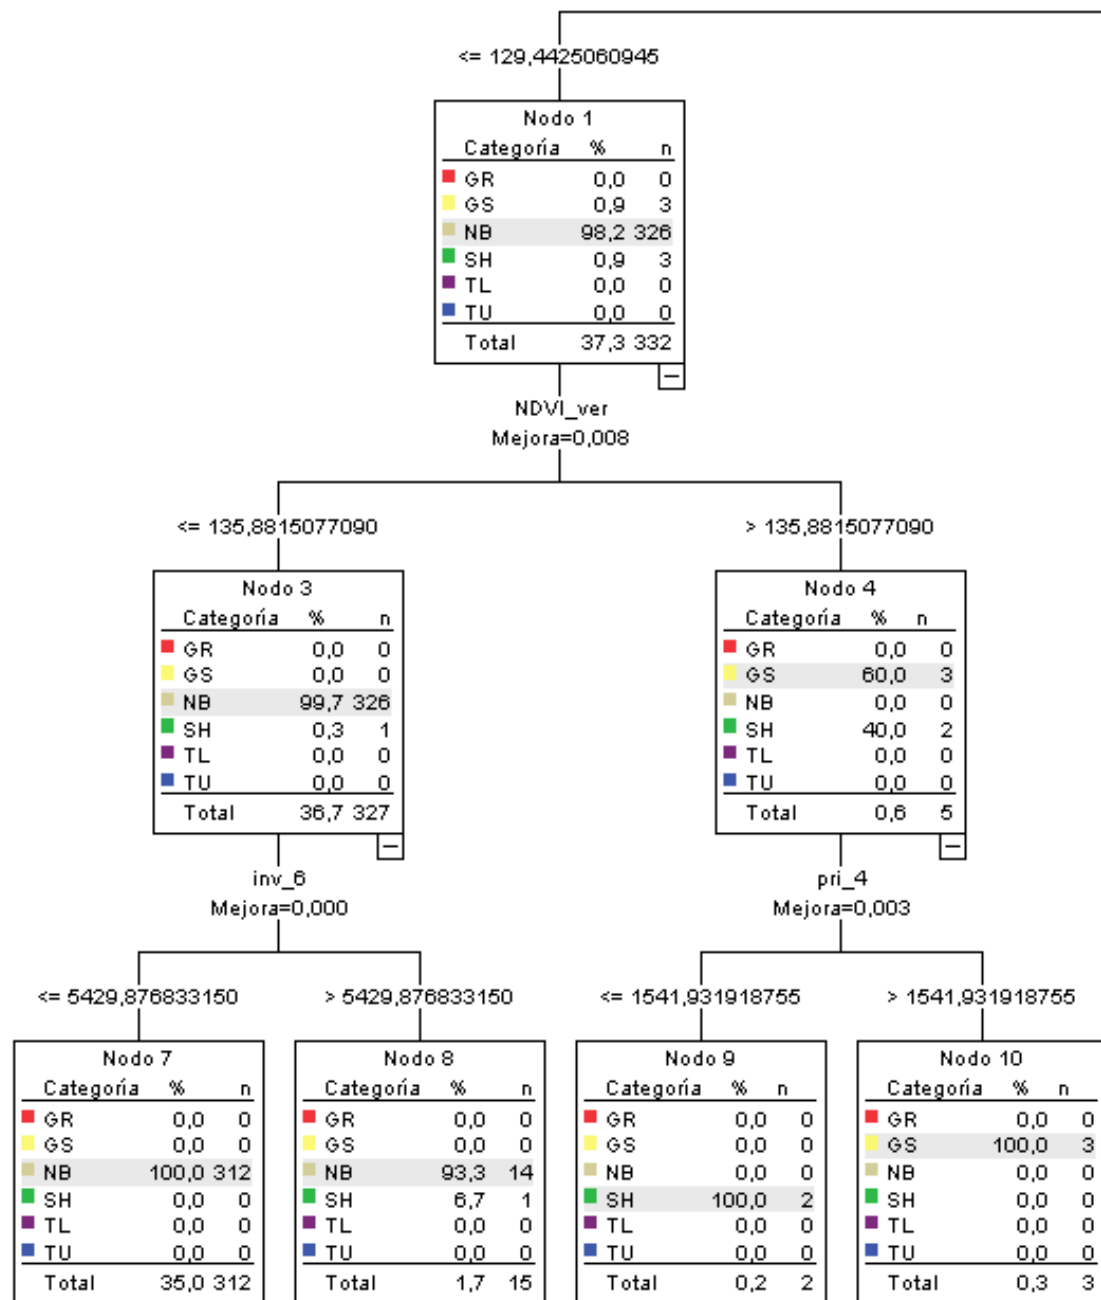 <= 129,4425060945
Nodo 1
Categoría % n
GR 0,0 0
GS 0,9 3
NB 98,2 326
SH 0,9 3
TL 0,0 0
TU 0,0 0
Total 37,3 332
NDVI_ver
Mejora=0,008
<= 135,8815077090
> 135,8815077090
Nodo 3
Categoría % n
GR 0,0 0
GS 0,0 0
NB 99,7 326
SH 0,3 1
TL 0,0 0
TU 0,0 0
Total 36,7 327
Nodo 4
Categoría % n
GR 0,0 0
GS 60,0 3
NB 0,0 0
SH 40,0 2
TL 0,0 0
TU 0,0 0
Total 0,6 5
inv_6
Mejora=0,000
pri_4
Mejora=0,003
<= 5429,876833150
> 5429,876833150
<= 1541,931918755
> 1541,931918755
Nodo 7
Categoría % n
GR 0,0 0
GS 0,0 0
NB 100,0 312
SH 0,0 0
TL 0,0 0
TU 0,0 0
Total 35,0 312
Nodo 8
Categoría % n
GR 0,0 0
GS 0,0 0
NB 93,3 14
SH 6,7 1
TL 0,0 0
TU 0,0 0
Total 1,7 15
Nodo 9
Categoría % n
GR 0,0 0
GS 0,0 0
NB 0,0 0
SH 100,0 2
TL 0,0 0
TU 0,0 0
Total 0,2 2
Nodo 10
Categoría % n
GR 0,0 0
GS 100,0 3
NB 0,0 0
SH 0,0 0
TL 0,0 0
TU 0,0 0
Total 0,3 3